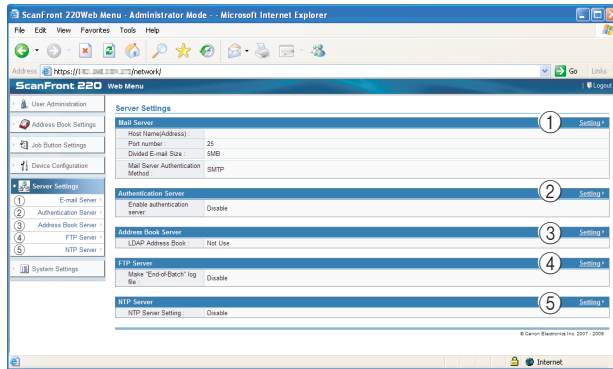 ScanFront 220Web Menu - Administrator Mode - - Microsoft Internet Explorer
File Edit View Favorites Tools Help
Address https:// /network/ Go Links
ScanFront 220 Web Menu Logout
User Administration
Address Book Settings
Job Button Settings
Device Configuration
Server Settings
① E-mail Server
② Authentication Server
③ Address Book Server
④ FTP Server
⑤ NTP Server
System Settings
Server Settings
Mail Server ① Setting
Host Name(Address) :
Port number : 25
Divided E-mail Size : 5MB
Mail Server Authentication Method : SMTP
Authentication Server ② Setting
Enable authentication server: Disable
Address Book Server ③ Setting
LDAP Address Book : Not Use
FTP Server ④ Setting
Make "End-of-Batch" log file : Disable
NTP Server ⑤ Setting
NTP Server Setting : Disable
© Canon Electronics Inc. 2007 - 2009
Internet